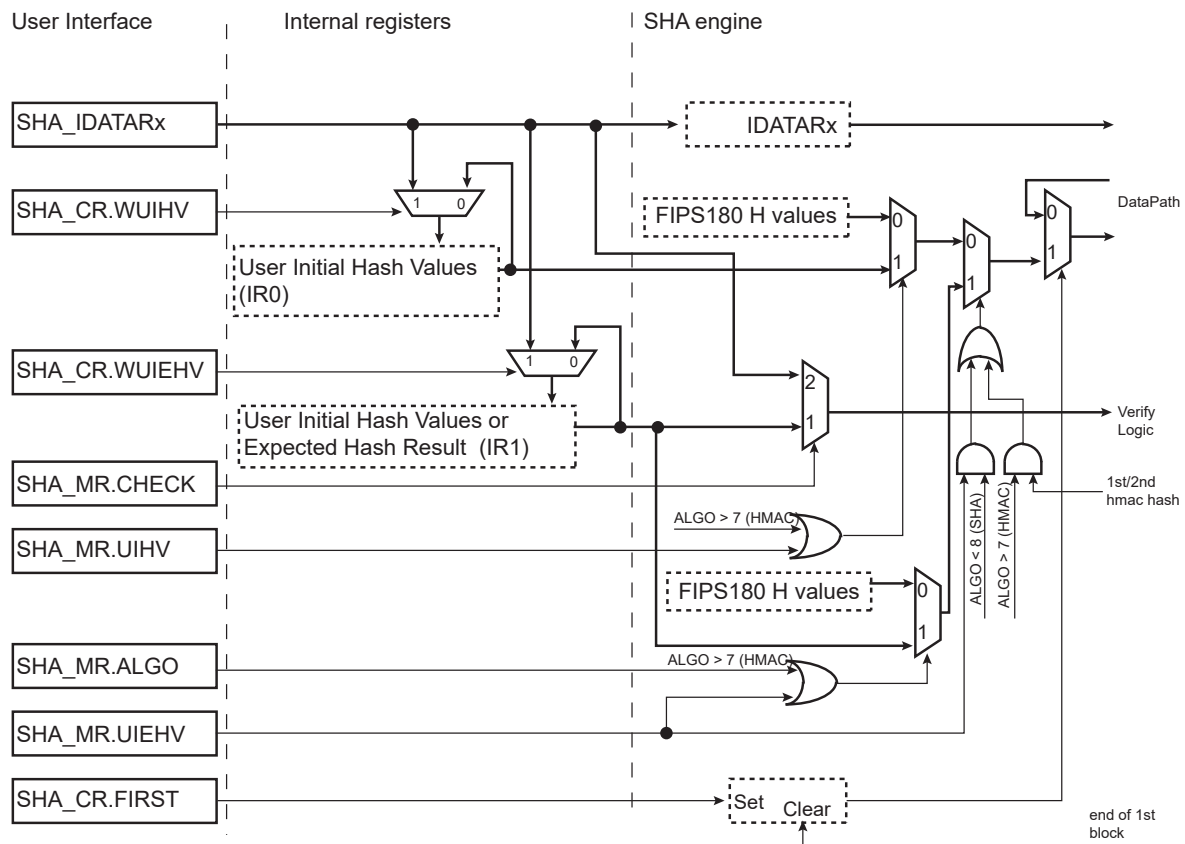 User Interface
Internal registers
SHA engine
SHA_IDATARx
IDATARx
SHA_CR.WUIHV
1 0
FIPS180 H values
0
1
0
1
0
1
DataPath
User Initial Hash Values
(IR0)
SHA_CR.WUIEHV
1 0
2
1
User Initial Hash Values or
Expected Hash Result (IR1)
Verify
Logic
SHA_MR.CHECK
1st/2nd
hmac hash
ALGO > 7 (HMAC)
SHA_MR.UIHV
ALGO < 8 (SHA)
ALGO > 7 (HMAC)
FIPS180 H values
0
1
SHA_MR.ALGO
ALGO > 7 (HMAC)
SHA_MR.UIEHV
SHA_CR.FIRST
Set Clear
end of 1st
block